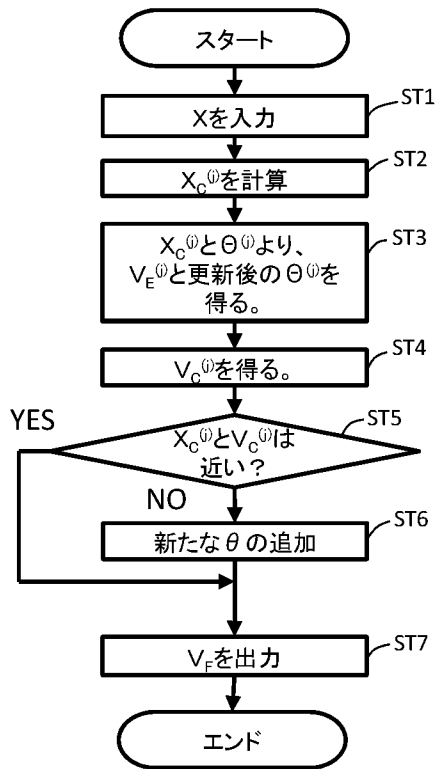 スタート
Xを入力
ST1
X_C^(j)を計算
ST2
X_C^(j)とΘ^(j)より、
V_E^(j)と更新後のΘ^(j)を
得る。
ST3
V_C^(j)を得る。
ST4
YES
X_C^(j)とV_C^(j)は
近い？
ST5
NO
新たなθの追加
ST6
V_Fを出力
ST7
エンド